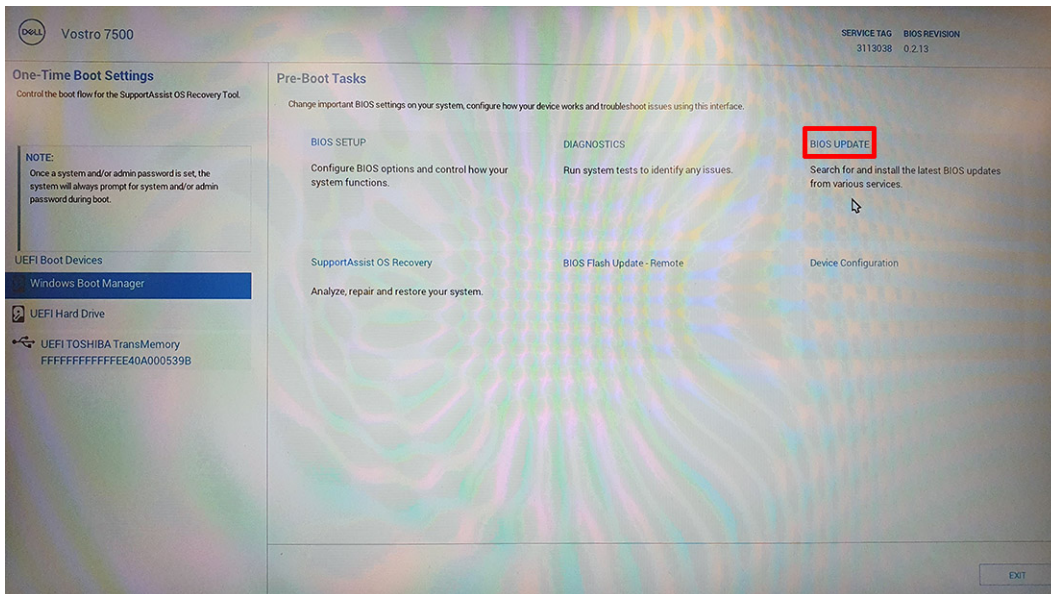 DELL
Vostro 7500
SERVICE TAG BIOS REVISION
3113038 0.2.13
One-Time Boot Settings
Control the boot flow for the SupportAssist OS Recovery Tool.
NOTE:
Once a system and/or admin password is set, the
system will always prompt for system and/or admin
password during boot.
UEFI Boot Devices
Windows Boot Manager
UEFI Hard Drive
UEFI TOSHIBA TransMemory
FFFFFFFFFFFFEE40A000539B
Pre-Boot Tasks
Change important BIOS settings on your system, configure how your device works and troubleshoot issues using this interface.
BIOS SETUP
Configure BIOS options and control how your
system functions.
DIAGNOSTICS
Run system tests to identify any issues.
BIOS UPDATE
Search for and install the latest BIOS updates
from various services.
SupportAssist OS Recovery
Analyze, repair and restore your system.
BIOS Flash Update - Remote
Device Configuration
EXIT